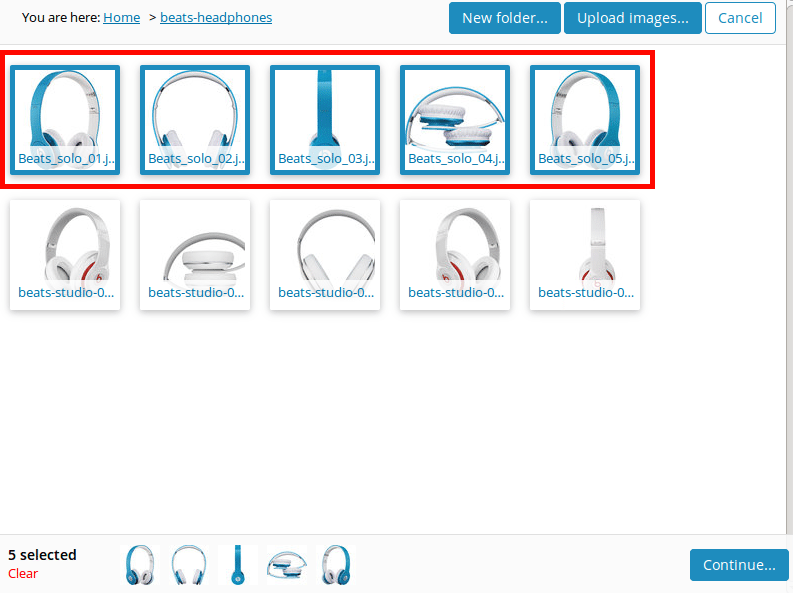 You are here: Home > beats-headphones
New folder... Upload images... Cancel
Beats_solo_01.j... Beats_solo_02.j... Beats_solo_03.j... Beats_solo_04.j... Beats_solo_05.j...
beats-studio-0... beats-studio-0... beats-studio-0... beats-studio-0... beats-studio-0...
5 selected
Clear
Continue...